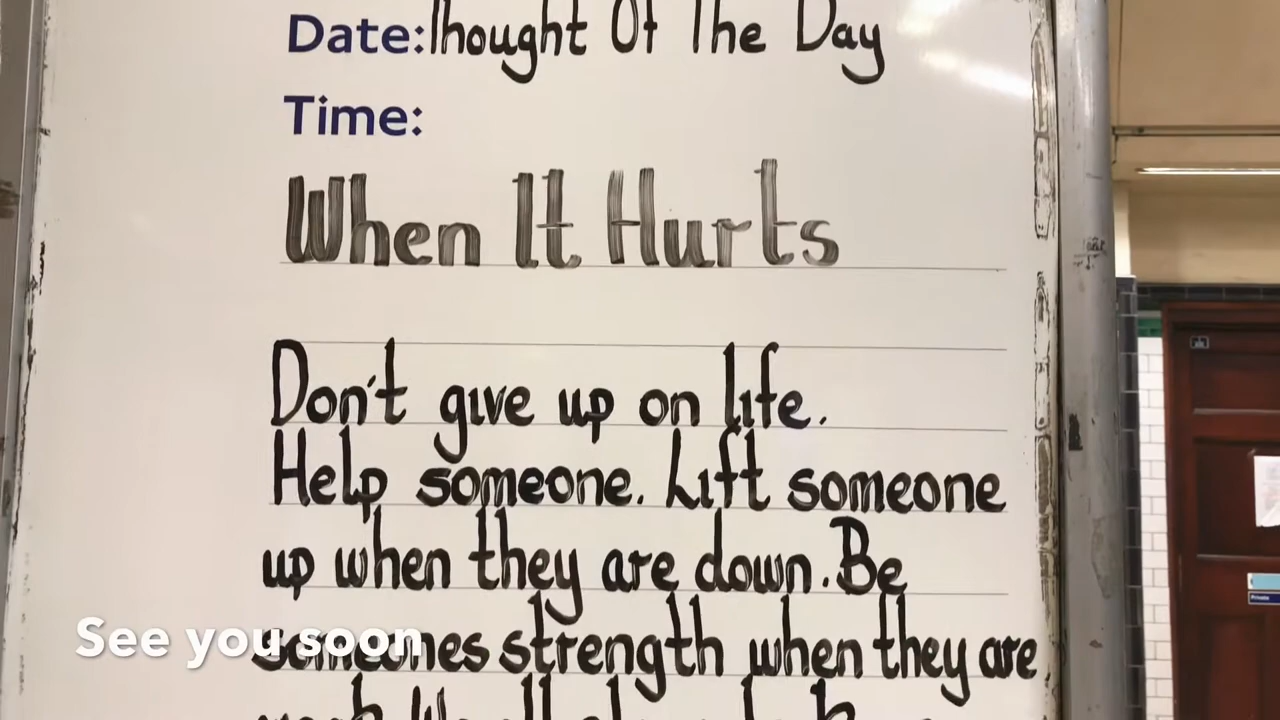 Date: Thought Of The Day
Time:
When It Hurts
Don't give up on life.
Help someone. Lift someone
up when they are down. Be
someones strength when they are
See you soon
Private